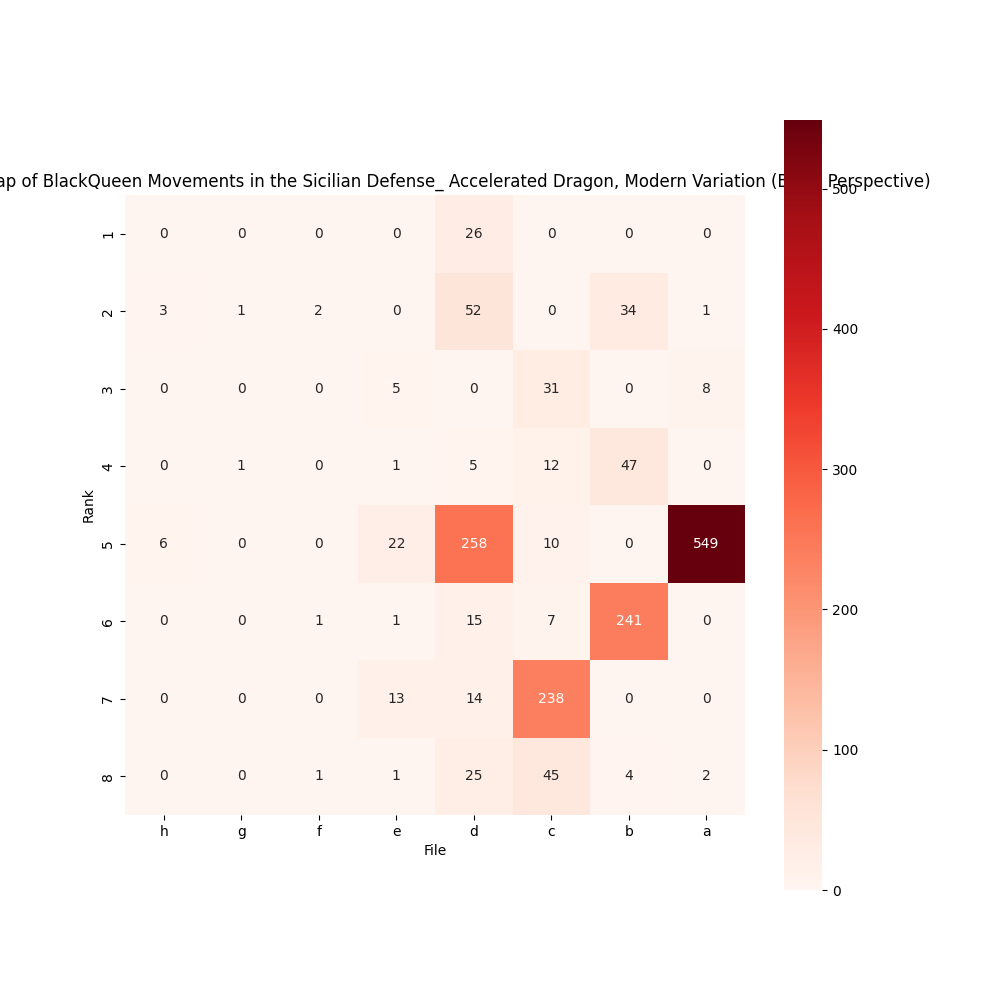 ap of BlackQueen Movements in the Sicilian Defense_ Accelerated Dragon, Modern Variation Perspective)
1 0 0 0 0 26 0 0 0
2 3 1 2 0 52 0 34 1
3 0 0 0 5 0 31 0 8
4 0 1 0 1 5 12 47 0
5 6 0 0 22 258 10 0 549
6 0 0 1 1 15 7 241 0
7 0 0 0 13 14 238 0 0
8 0 0 1 1 25 45 4 2
h g f e d c b a
File
Rank
500
400
300
200
100
0